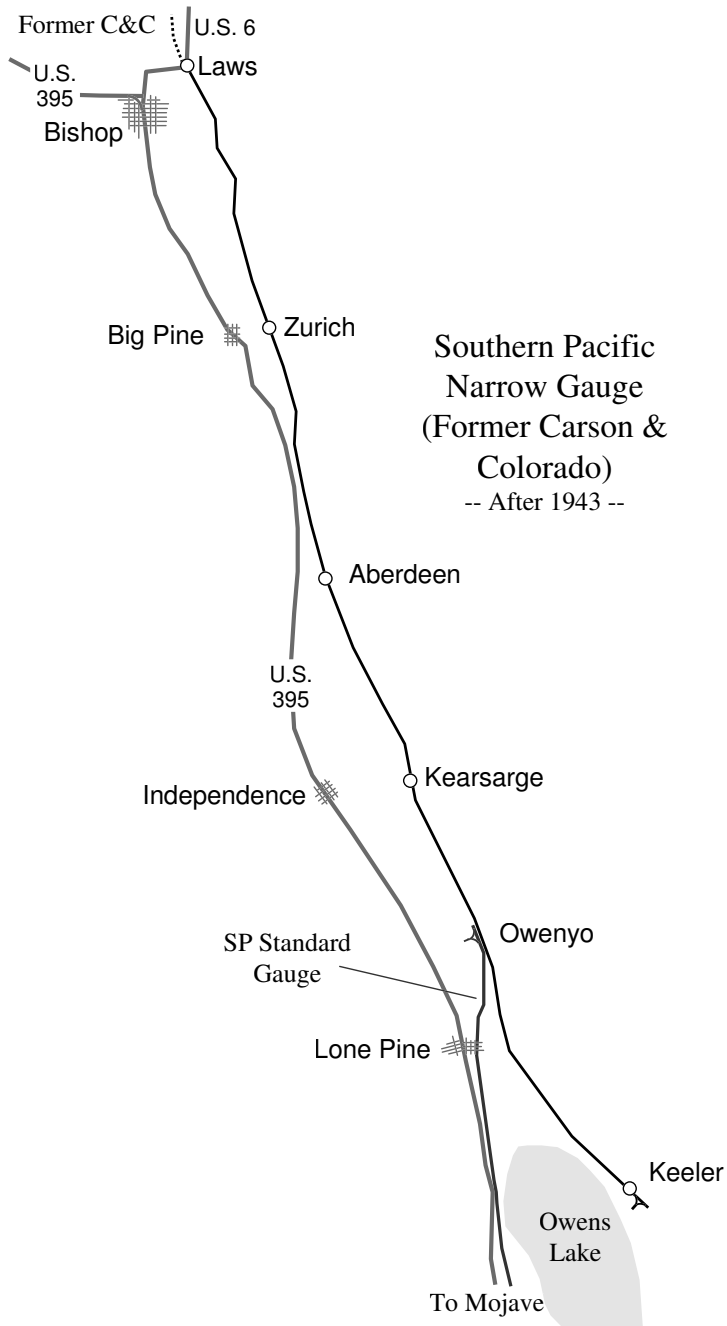 Former C&C
U.S. 6
Laws
U.S.
395
Bishop
Big Pine
Zurich
Southern Pacific
Narrow Gauge
(Former Carson &
Colorado)
-- After 1943 --
Aberdeen
U.S.
395
Kearsarge
Independence
Owenyo
SP Standard
Gauge
Lone Pine
Keeler
Owens
Lake
To Mojave